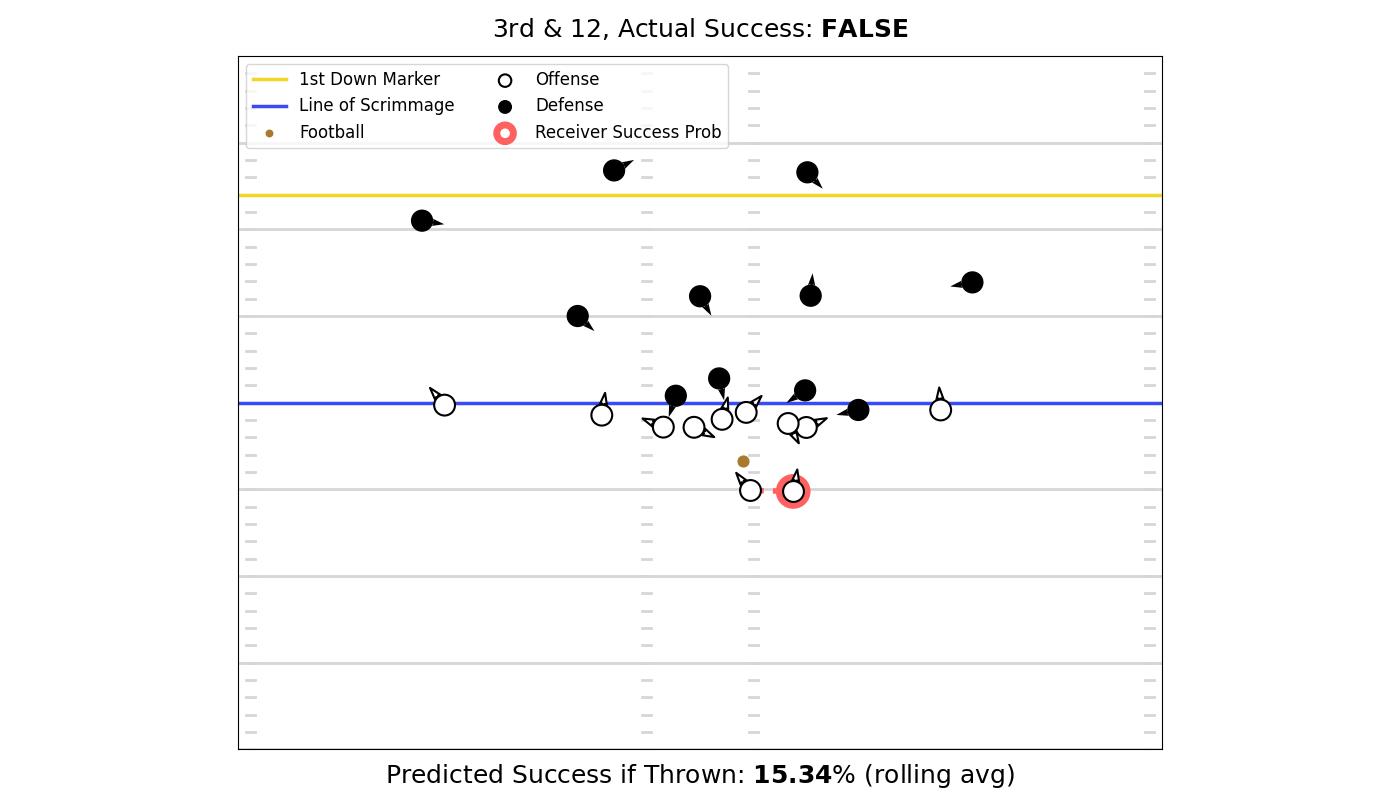 3rd & 12, Actual Success: FALSE
1st Down Marker
Line of Scrimmage
Football
Offense
Defense
Receiver Success Prob
Predicted Success if Thrown: 15.34% (rolling avg)